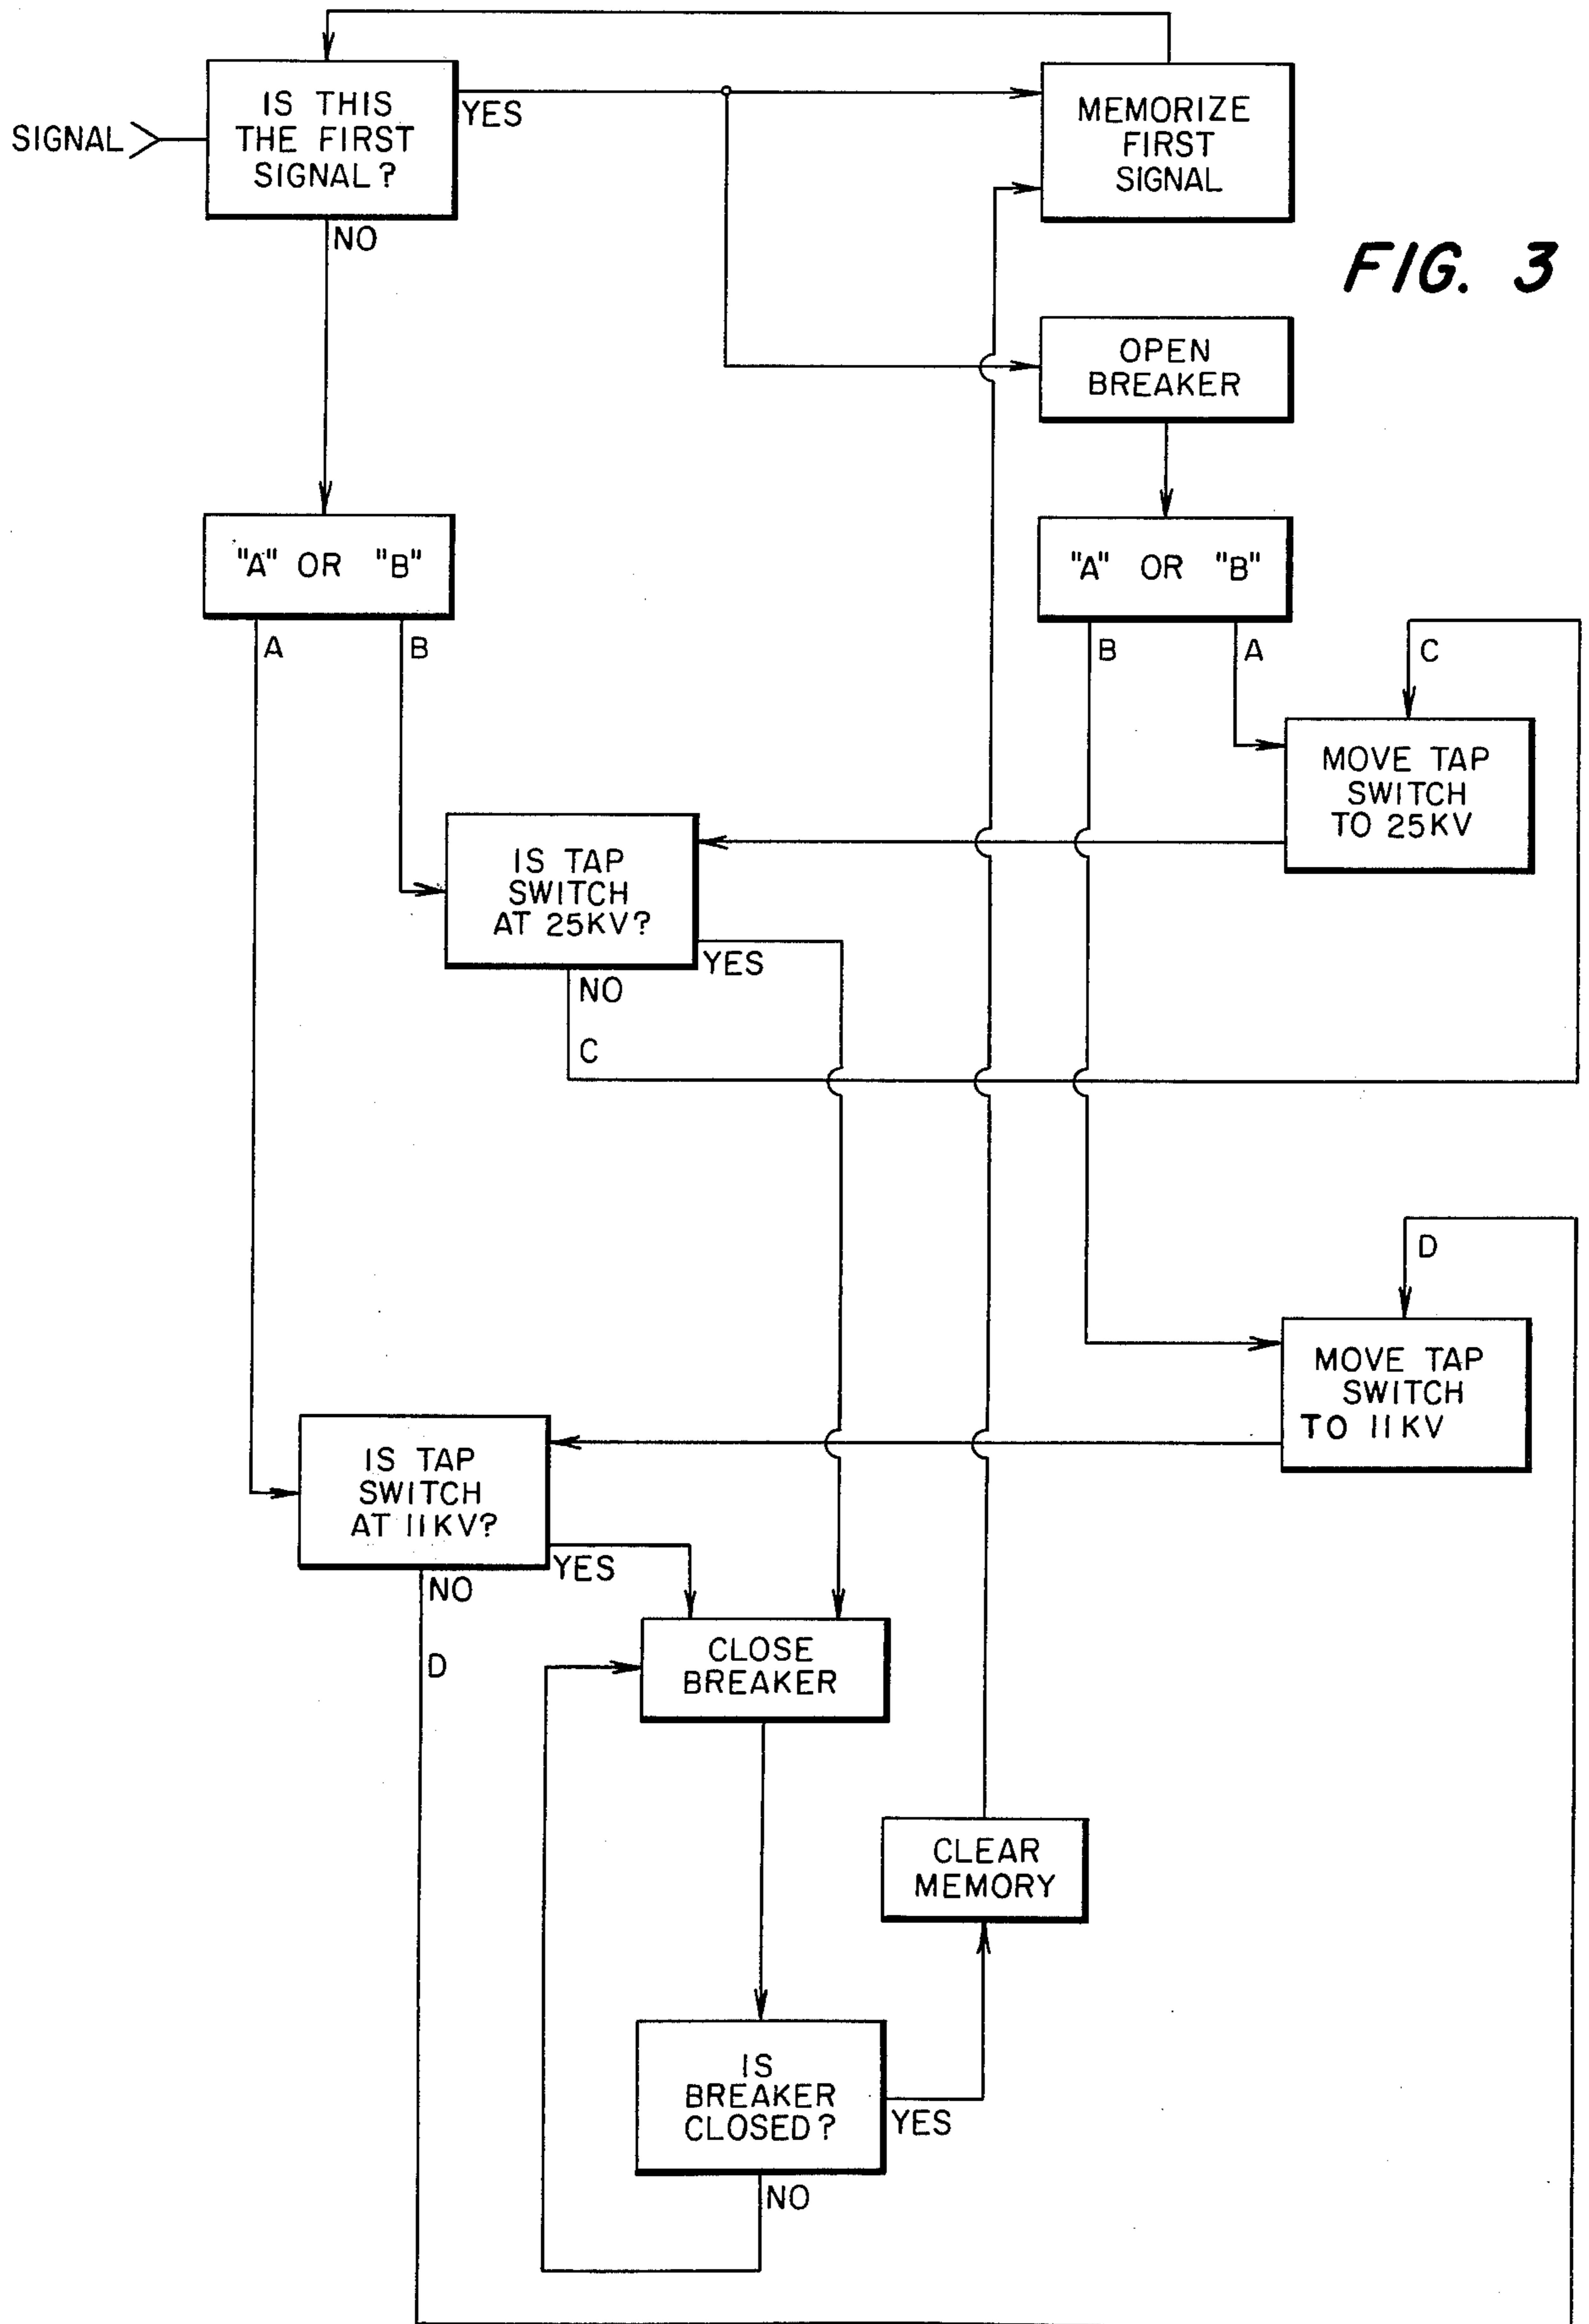 SIGNAL
IS THIS
THE FIRST
SIGNAL?
YES
NO
MEMORIZE
FIRST
SIGNAL
FIG. 3
OPEN
BREAKER
"A" OR "B"
A
B
"A" OR "B"
B
A
C
MOVE TAP
SWITCH
TO 25KV
IS TAP
SWITCH
AT 25KV?
YES
NO
C
D
MOVE TAP
SWITCH
TO 11KV
IS TAP
SWITCH
AT 11KV?
YES
NO
D
CLOSE
BREAKER
CLEAR
MEMORY
IS
BREAKER
CLOSED?
YES
NO